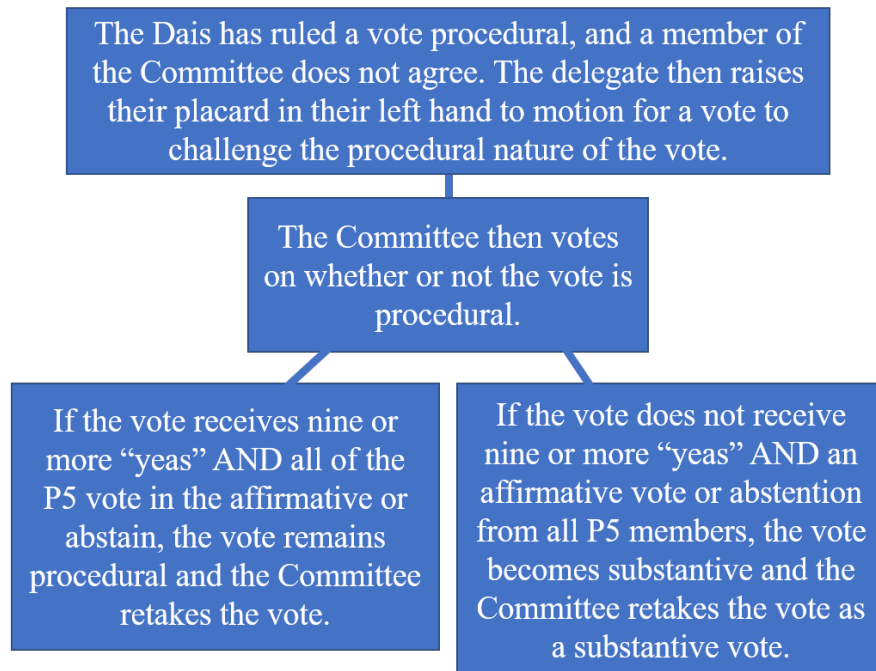 The Dais has ruled a vote procedural, and a member of
the Committee does not agree. The delegate then raises
their placard in their left hand to motion for a vote to
challenge the procedural nature of the vote.
The Committee then votes
on whether or not the vote is
procedural.
If the vote receives nine or
more “yeas” AND all of the
P5 vote in the affirmative or
abstain, the vote remains
procedural and the Committee
retakes the vote.
If the vote does not receive
nine or more “yeas” AND an
affirmative vote or abstention
from all P5 members, the vote
becomes substantive and the
Committee retakes the vote as
a substantive vote.